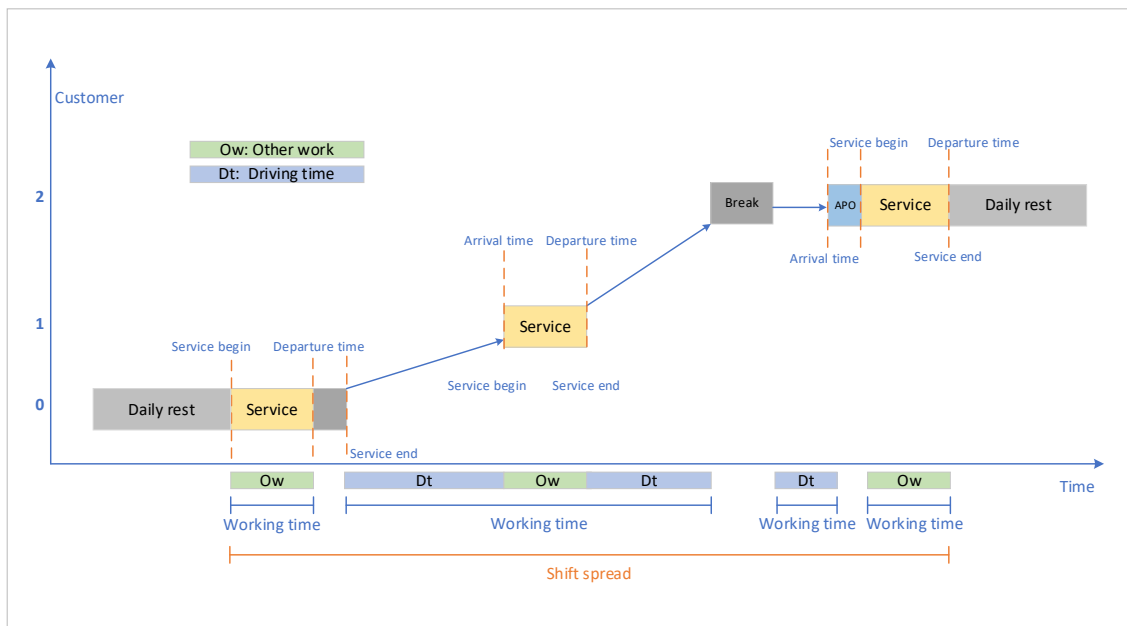 Customer
Ow: Other work
Dt: Driving time
Service begin
Departure time
2
Break
APO
Service
Daily rest
Arrival time
Departure time
Arrival time
Service end
1
Service
Service begin
Departure time
Service begin
Service end
0
Daily rest
Service
Service end
Ow
Dt
Ow
Dt
Dt
Ow
Time
Working time
Working time
Working time
Working time
Shift spread